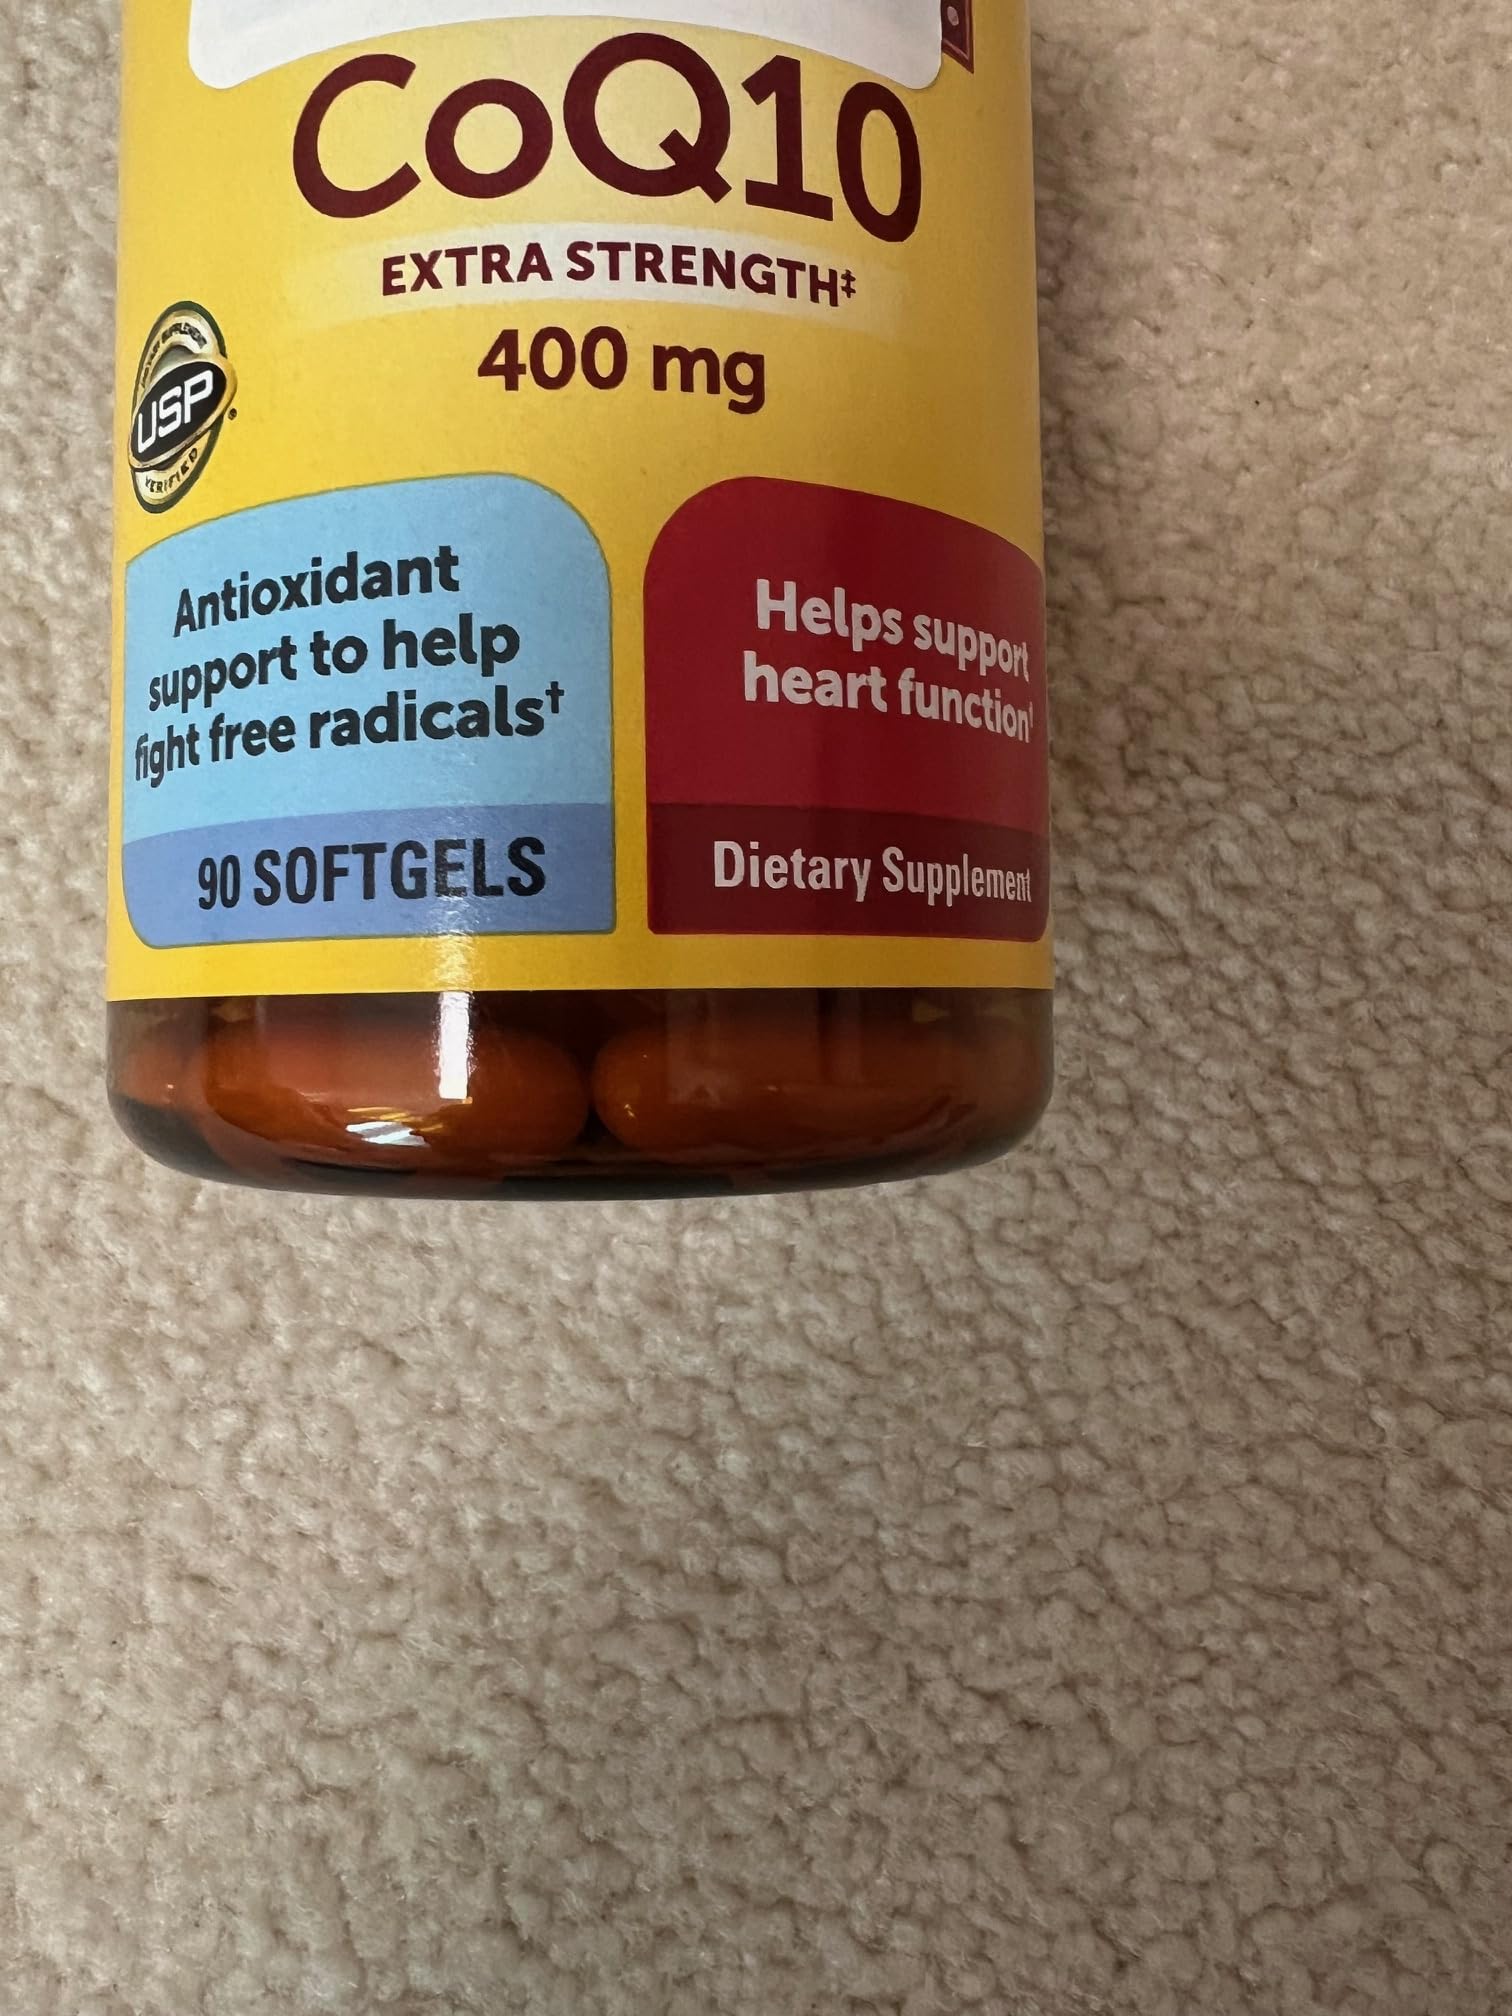 CoQ10
EXTRA STRENGTH‡
400 mg
USP
VERIFIED
Antioxidant
support to help
fight free radicals†
90 SOFTGELS
Helps support
heart function†
Dietary Supplement